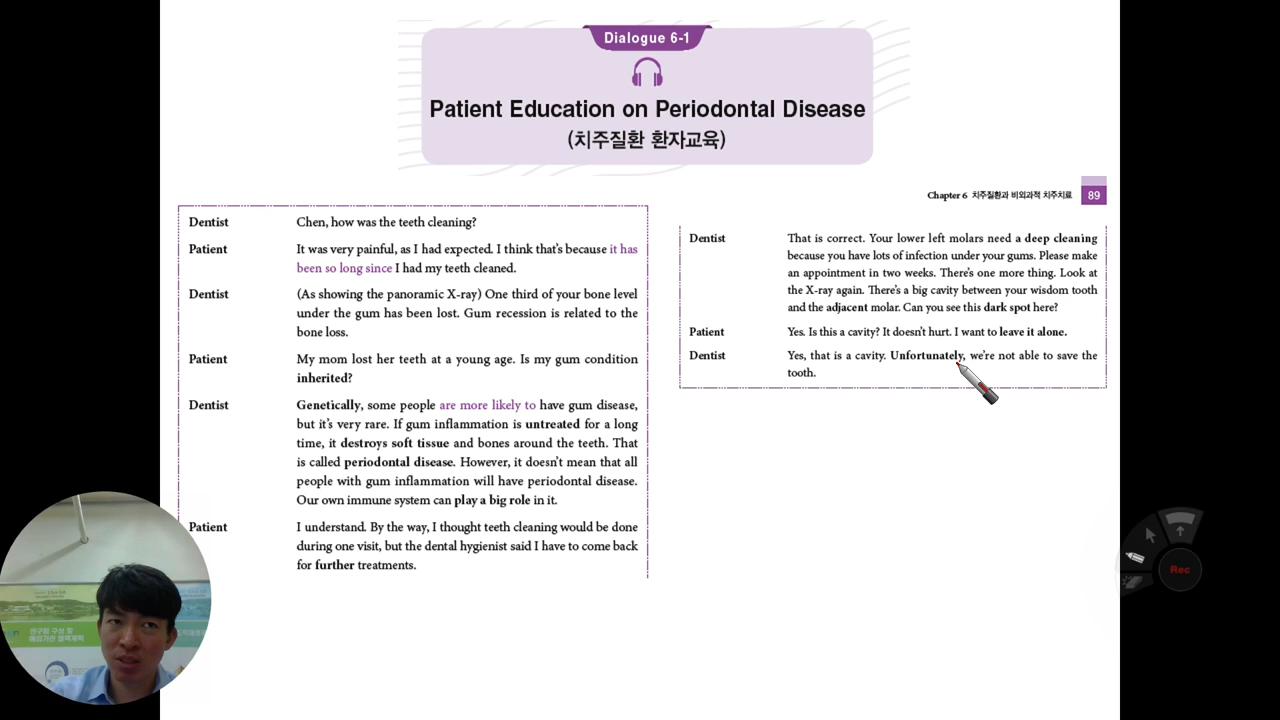 Dialogue 6-1
Patient Education on Periodontal Disease
(치주질환 환자교육)
Chapter 6 치주질환과 비외과적 치주치료 89
Dentist Chen, how was the teeth cleaning?
Patient It was very painful, as I had expected. I think that's because it has
been so long since I had my teeth cleaned.
Dentist (As showing the panoramic X-ray) One third of your bone level
under the gum has been lost. Gum recession is related to the
bone loss.
Patient My mom lost her teeth at a young age. Is my gum condition
inherited?
Dentist Genetically, some people are more likely to have gum disease,
but it's very rare. If gum inflammation is untreated for a long
time, it destroys soft tissue and bones around the teeth. That
is called periodontal disease. However, it doesn't mean that all
people with gum inflammation will have periodontal disease.
Our own immune system can play a big role in it.
Patient I understand. By the way, I thought teeth cleaning would be done
during one visit, but the dental hygienist said I have to come back
for further treatments.
Dentist That is correct. Your lower left molars need a deep cleaning
because you have lots of infection under your gums. Please make
an appointment in two weeks. There's one more thing. Look at
the X-ray again. There's a big cavity between your wisdom tooth
and the adjacent molar. Can you see this dark spot here?
Patient Yes. Is this a cavity? It doesn't hurt. I want to leave it alone.
Dentist Yes, that is a cavity. Unfortunately, we're not able to save the
tooth.
Rec